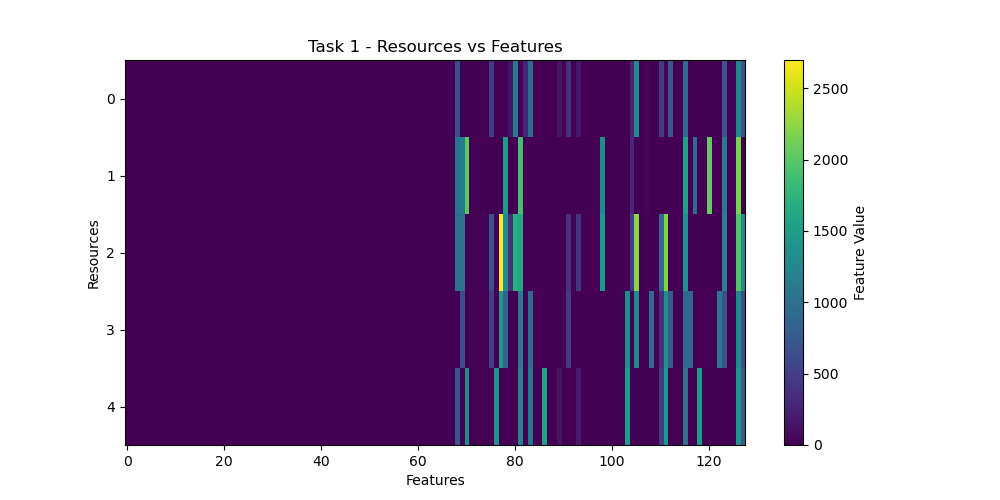 Task 1 - Resources vs Features
Resources
0
1
2
3
4
0 20 40 60 80 100 120
Features
2500
2000
1500
1000
500
0
Feature Value